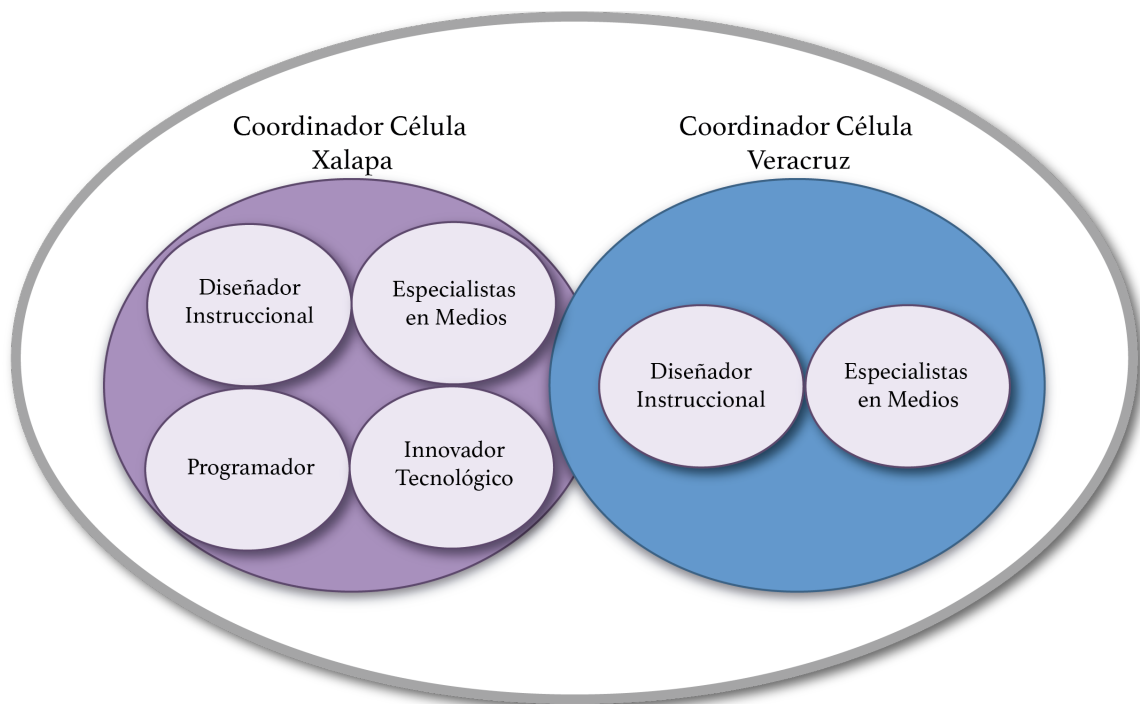 Coordinador Célula
Xalapa
Coordinador Célula
Veracruz
Diseñador
Instruccional
Especialistas
en Medios
Programador
Innovador
Tecnológico
Diseñador
Instruccional
Especialistas
en Medios